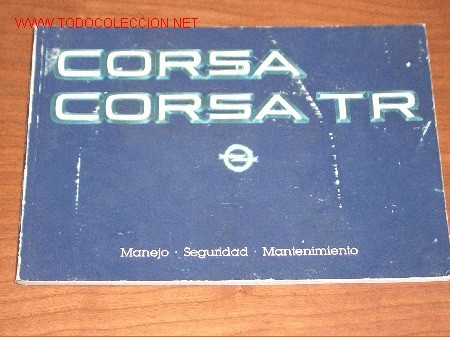 WWW.TODOCOLECCION.NET
CORSA
CORSA TR
Manejo · Seguridad · Mantenimiento